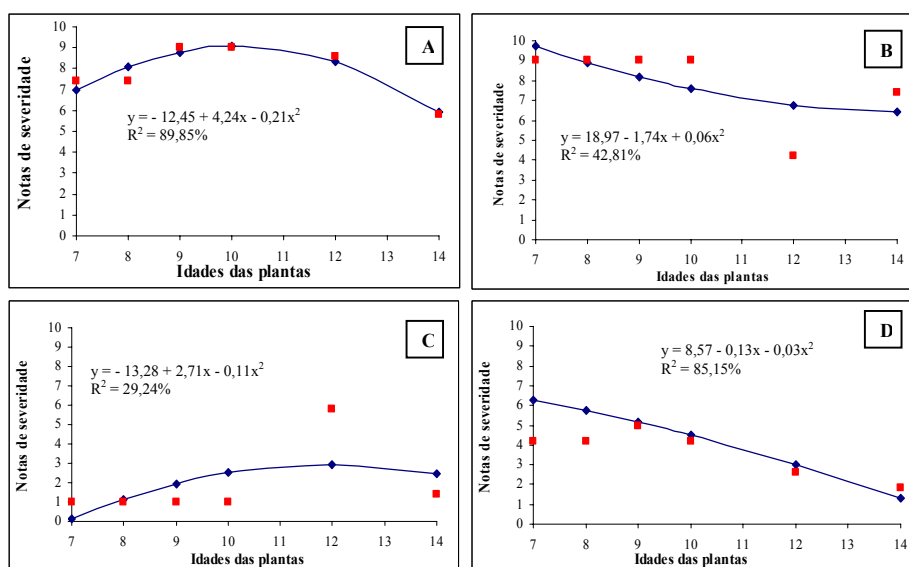 A
Notas de severidade
10
9
8
7
6
5
4
3
2
1
0
y = - 12,45 + 4,24x - 0,21x²
R² = 89,85%
7 8 9 10 11 12 13 14
Idades das plantas
B
Notas de severidade
10
9
8
7
6
5
4
3
2
1
0
y = 18,97 - 1,74x + 0,06x²
R² = 42,81%
7 8 9 10 11 12 13 14
Idades das plantas
C
Notas de severidade
10
9
8
7
6
5
4
3
2
1
0
y = - 13,28 + 2,71x - 0,11x²
R² = 29,24%
7 8 9 10 11 12 13 14
Idades das plantas
D
Notas de severidade
10
9
8
7
6
5
4
3
2
1
0
y = 8,57 - 0,13x - 0,03x²
R² = 85,15%
7 8 9 10 11 12 13 14
Idades das plantas